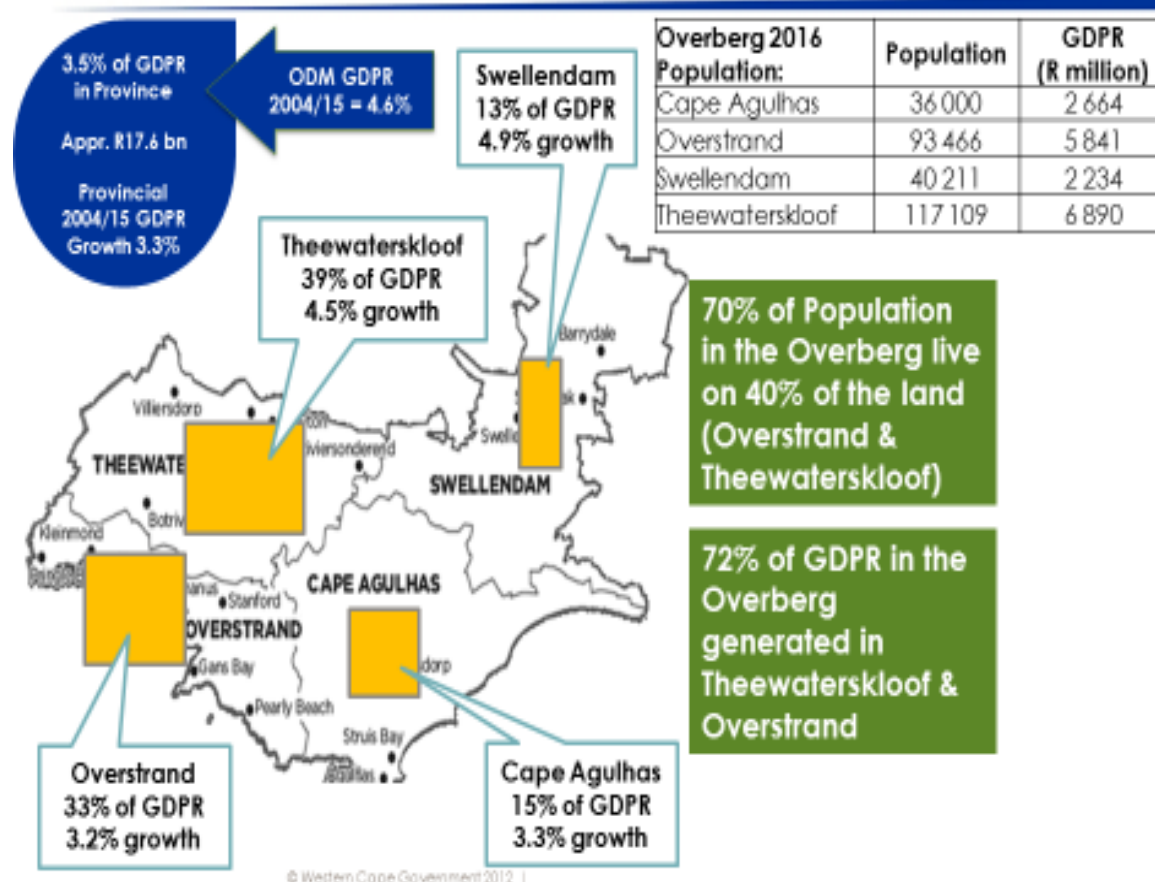 3.5% of GDPR
in Province
Appr. R17.6 bn
Provincial
2004/15 GDPR
Growth 3.3%
ODM GDPR
2004/15 = 4.6%
Swellendam
13% of GDPR
4.9% growth
Overberg 2016 Population: Population GDPR (R million)
Cape Agulhas 36 000 2 664
Overstrand 93 466 5 841
Swellendam 40 211 2 234
Theewaterskloof 117 109 6 890
Theewaterskloof
39% of GDPR
4.5% growth
70% of Population
in the Overberg live
on 40% of the land
(Overstrand &
Theewaterskloof)
Barrydale
Villiersdorp
ton
ak
Swelle
viersonderend
THEEWATE
SWELLENDAM
Botriv
Kleinmond
72% of GDPR in the
Overberg
generated in
Theewaterskloof &
Overstrand
CAPE AGULHAS
anus
Stanford
OVERSTRAND
Gans Bay
dorp
Pearly Beach
Struis Bay
Overstrand
33% of GDPR
3.2% growth
Cape Agulhas
15% of GDPR
3.3% growth
© Western Cape Government 2012 |